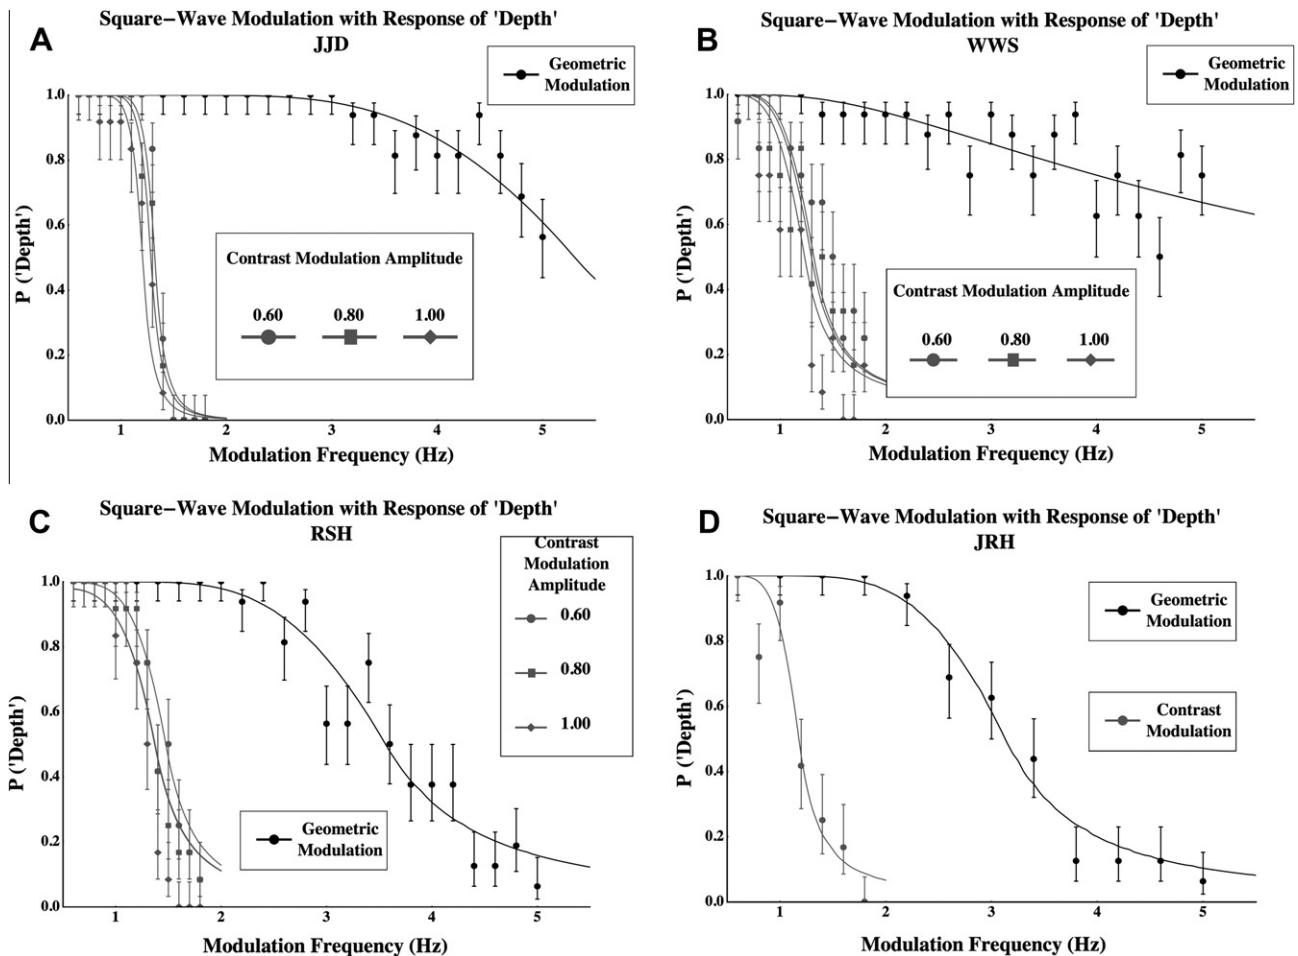 A
Square−Wave Modulation with Response of 'Depth'
JJD
Geometric
Modulation
P ('Depth')
1.0
0.8
0.6
0.4
0.2
0.0
Contrast Modulation Amplitude
0.60 0.80 1.00
1 2 3 4 5
Modulation Frequency (Hz)
B
Square−Wave Modulation with Response of 'Depth'
WWS
Geometric
Modulation
P ('Depth')
1.0
0.8
0.6
0.4
0.2
0.0
Contrast Modulation Amplitude
0.60 0.80 1.00
1 2 3 4 5
Modulation Frequency (Hz)
C
Square−Wave Modulation with Response of 'Depth'
RSH
Contrast
Modulation
Amplitude
0.60
0.80
1.00
P ('Depth')
1.0
0.8
0.6
0.4
0.2
0.0
Geometric
Modulation
1 2 3 4 5
Modulation Frequency (Hz)
D
Square−Wave Modulation with Response of 'Depth'
JRH
Geometric
Modulation
Contrast
Modulation
P ('Depth')
1.0
0.8
0.6
0.4
0.2
0.0
1 2 3 4 5
Modulation Frequency (Hz)